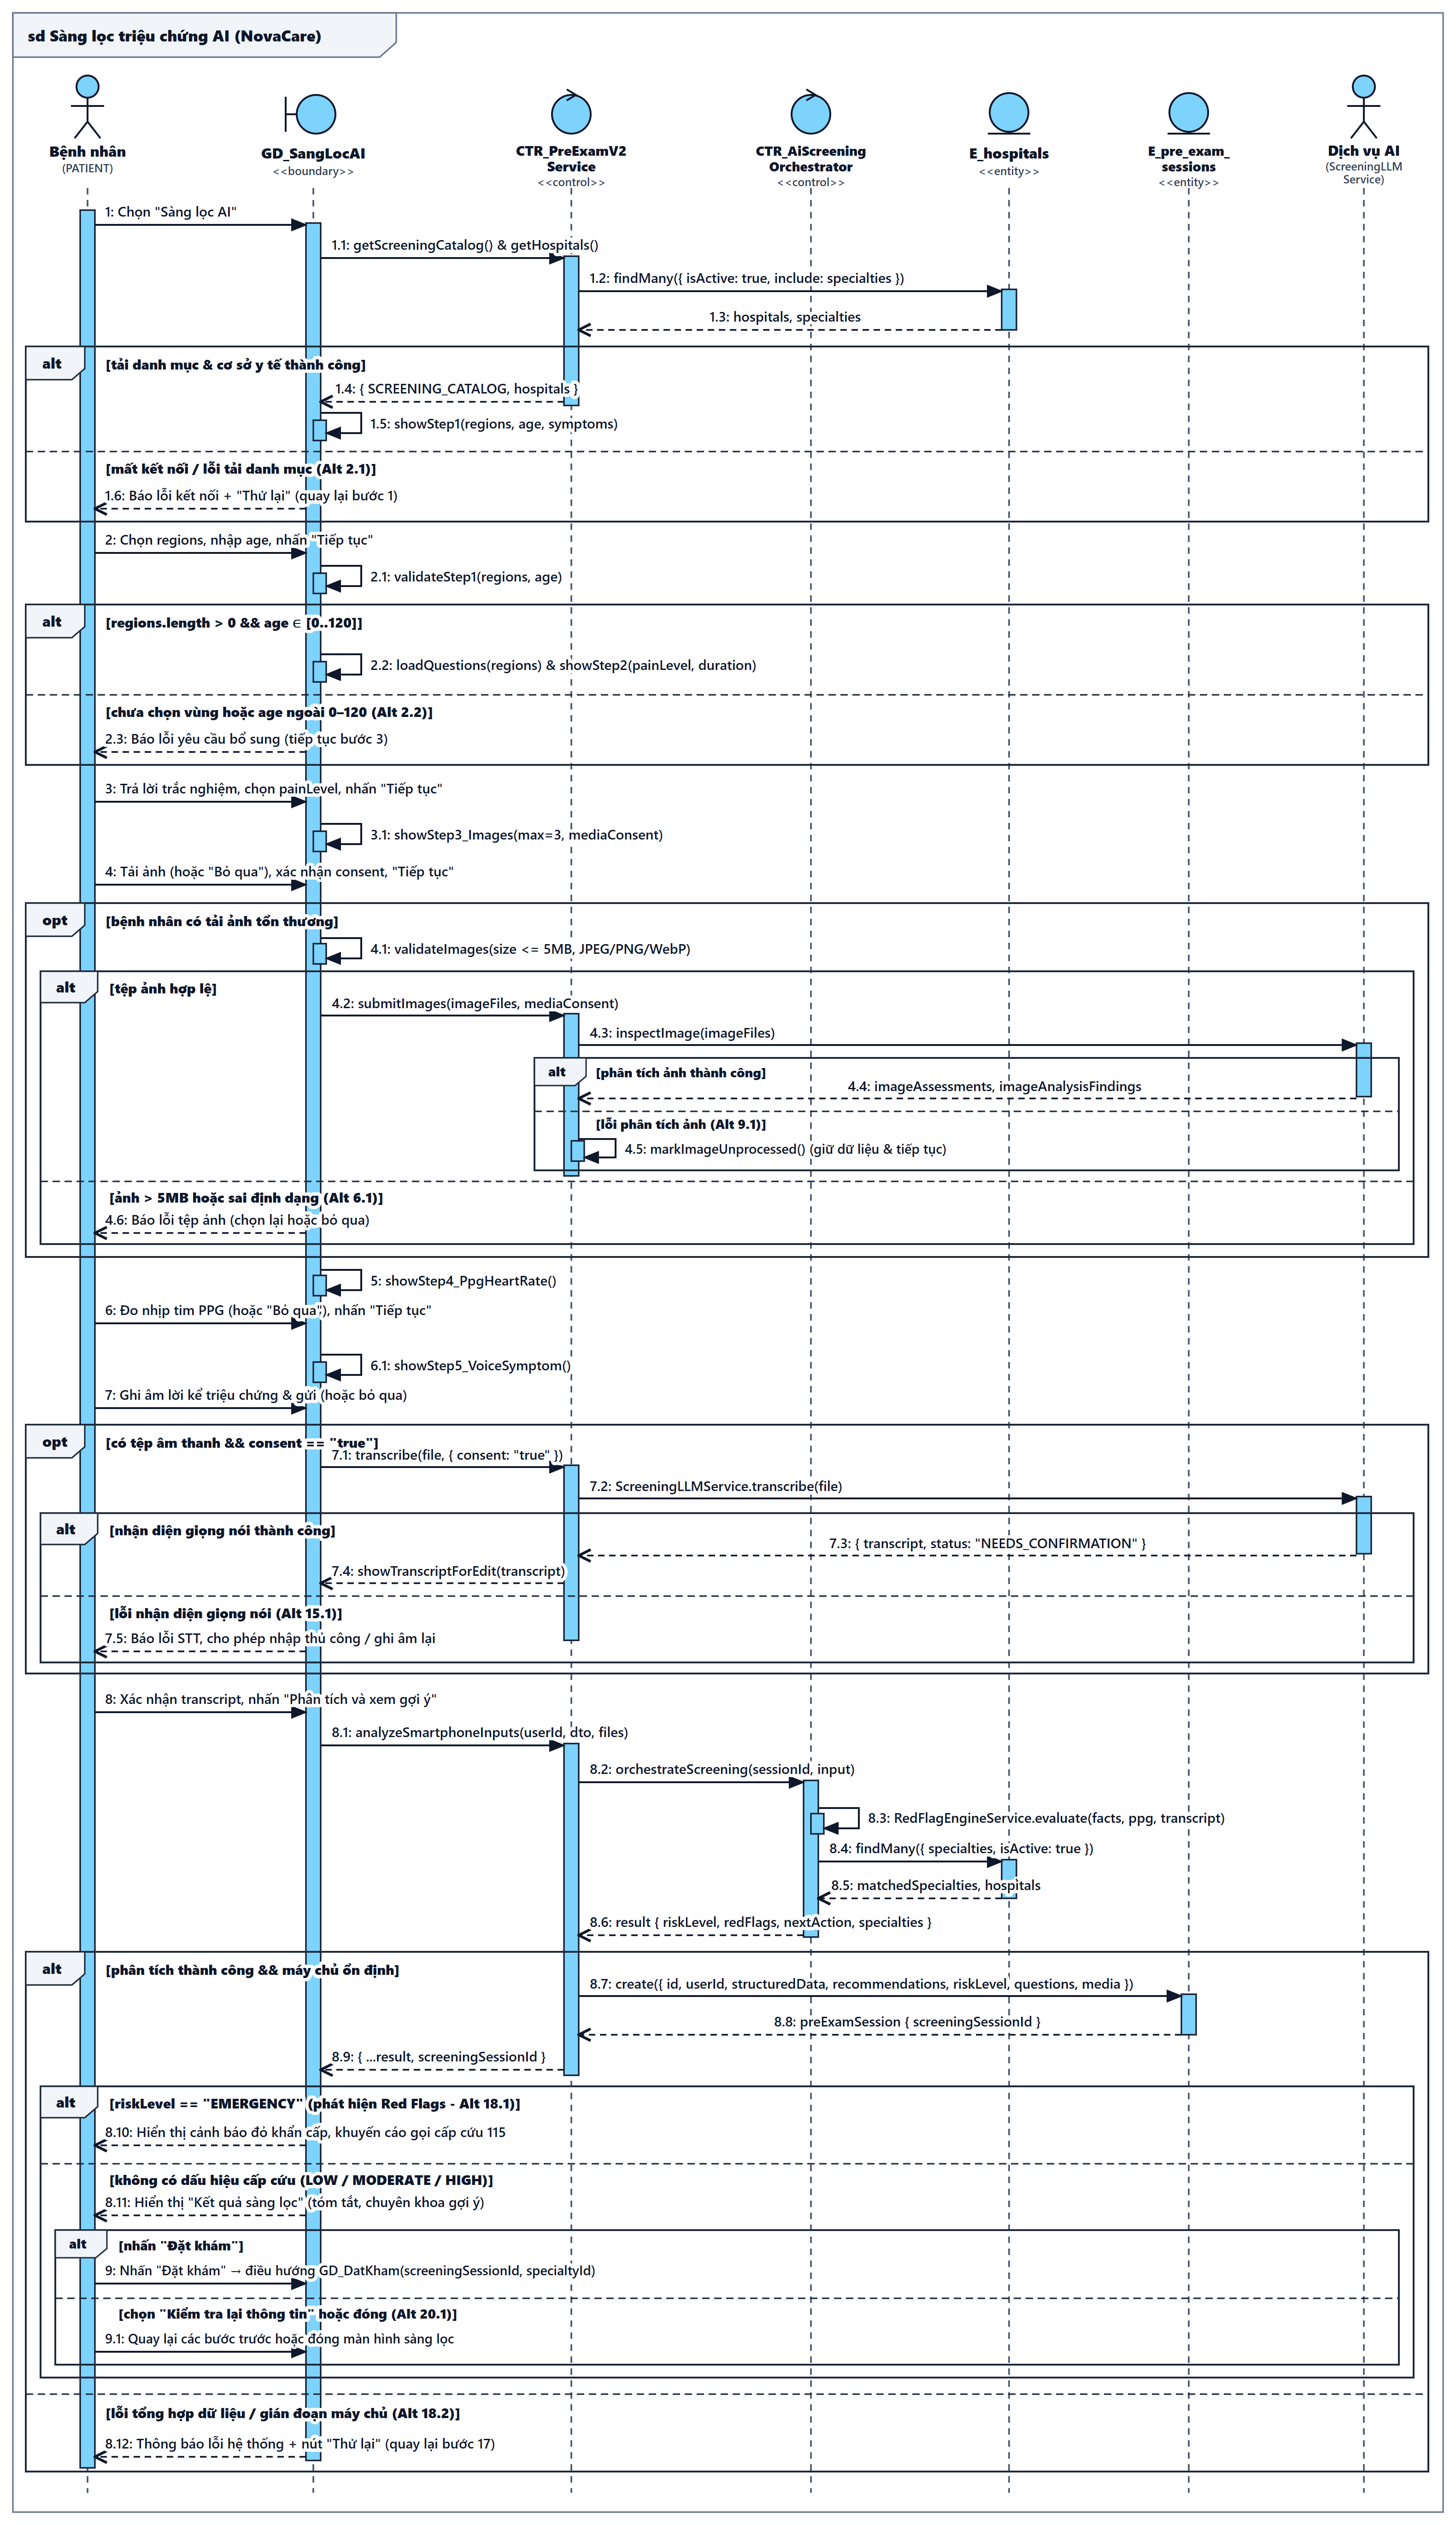 sd Sàng lọc triệu chứng AI (NovaCare)
Bệnh nhân
(PATIENT)
GD_SangLocAI
<<boundary>>
CTR_PreExamV2
Service
<<control>>
CTR_AiScreening
Orchestrator
<<control>>
E_hospitals
<<entity>>
E_pre_exam_
sessions
<<entity>>
Dịch vụ AI
(ScreeningLLM
Service)
1: Chọn "Sàng lọc AI"
1.1: getScreeningCatalog() & getHospitals()
1.2: findMany({ isActive: true, include: specialties })
1.3: hospitals, specialties
alt
[tải danh mục & cơ sở y tế thành công]
1.4: { SCREENING_CATALOG, hospitals }
1.5: showStep1(regions, age, symptoms)
[mất kết nối / lỗi tải danh mục (Alt 2.1)]
1.6: Báo lỗi kết nối + "Thử lại" (quay lại bước 1)
2: Chọn regions, nhập age, nhấn "Tiếp tục"
2.1: validateStep1(regions, age)
alt
[regions.length > 0 && age ∈ [0..120]]
2.2: loadQuestions(regions) & showStep2(painLevel, duration)
[chưa chọn vùng hoặc age ngoài 0–120 (Alt 2.2)]
2.3: Báo lỗi yêu cầu bổ sung (tiếp tục bước 3)
3: Trả lời trắc nghiệm, chọn painLevel, nhấn "Tiếp tục"
3.1: showStep3_Images(max=3, mediaConsent)
4: Tải ảnh (hoặc "Bỏ qua"), xác nhận consent, "Tiếp tục"
opt
[bệnh nhân có tải ảnh tổn thương]
4.1: validateImages(size <= 5MB, JPEG/PNG/WebP)
alt
[tệp ảnh hợp lệ]
4.2: submitImages(imageFiles, mediaConsent)
4.3: inspectImage(imageFiles)
alt
[phân tích ảnh thành công]
4.4: imageAssessments, imageAnalysisFindings
[lỗi phân tích ảnh (Alt 9.1)]
4.5: markImageUnprocessed() (giữ dữ liệu & tiếp tục)
[ảnh > 5MB hoặc sai định dạng (Alt 6.1)]
4.6: Báo lỗi tệp ảnh (chọn lại hoặc bỏ qua)
5: showStep4_PpgHeartRate()
6: Đo nhịp tim PPG (hoặc "Bỏ qua"), nhấn "Tiếp tục"
6.1: showStep5_VoiceSymptom()
7: Ghi âm lời kể triệu chứng & gửi (hoặc bỏ qua)
opt
[có tệp âm thanh && consent == "true"]
7.1: transcribe(file, { consent: "true" })
7.2: ScreeningLLMService.transcribe(file)
alt
[nhận diện giọng nói thành công]
7.3: { transcript, status: "NEEDS_CONFIRMATION" }
7.4: showTranscriptForEdit(transcript)
[lỗi nhận diện giọng nói (Alt 15.1)]
7.5: Báo lỗi STT, cho phép nhập thủ công / ghi âm lại
8: Xác nhận transcript, nhấn "Phân tích và xem gợi ý"
8.1: analyzeSmartphoneInputs(userId, dto, files)
8.2: orchestrateScreening(sessionId, input)
8.3: RedFlagEngineService.evaluate(facts, ppg, transcript)
8.4: findMany({ specialties, isActive: true })
8.5: matchedSpecialties, hospitals
8.6: result { riskLevel, redFlags, nextAction, specialties }
alt
[phân tích thành công && máy chủ ổn định]
8.7: create({ id, userId, structuredData, recommendations, riskLevel, questions, media })
8.8: preExamSession { screeningSessionId }
8.9: { ...result, screeningSessionId }
alt
[riskLevel == "EMERGENCY" (phát hiện Red Flags - Alt 18.1)]
8.10: Hiển thị cảnh báo đỏ khẩn cấp, khuyến cáo gọi cấp cứu 115
[không có dấu hiệu cấp cứu (LOW / MODERATE / HIGH)]
8.11: Hiển thị "Kết quả sàng lọc" (tóm tắt, chuyên khoa gợi ý)
alt
[nhấn "Đặt khám"]
9: Nhấn "Đặt khám" → điều hướng GD_DatKham(screeningSessionId, specialtyId)
[chọn "Kiểm tra lại thông tin" hoặc đóng (Alt 20.1)]
9.1: Quay lại các bước trước hoặc đóng màn hình sàng lọc
[lỗi tổng hợp dữ liệu / gián đoạn máy chủ (Alt 18.2)]
8.12: Thông báo lỗi hệ thống + nút "Thử lại" (quay lại bước 17)